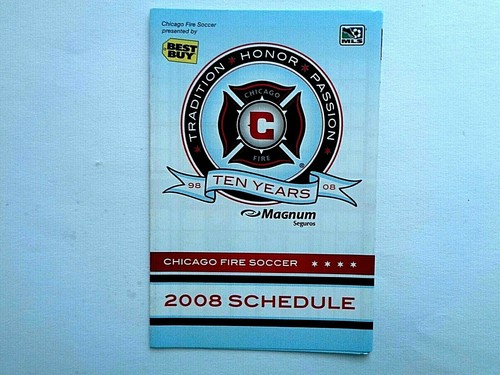 Chicago Fire Soccer
presented by
BEST
BUY
MLS
TRADITION ★ HONOR ★ PASSION
CHICAGO
C
FIRE
®
98 TEN YEARS 08
Magnum
Seguros
CHICAGO FIRE SOCCER ★ ★ ★ ★
2008 SCHEDULE